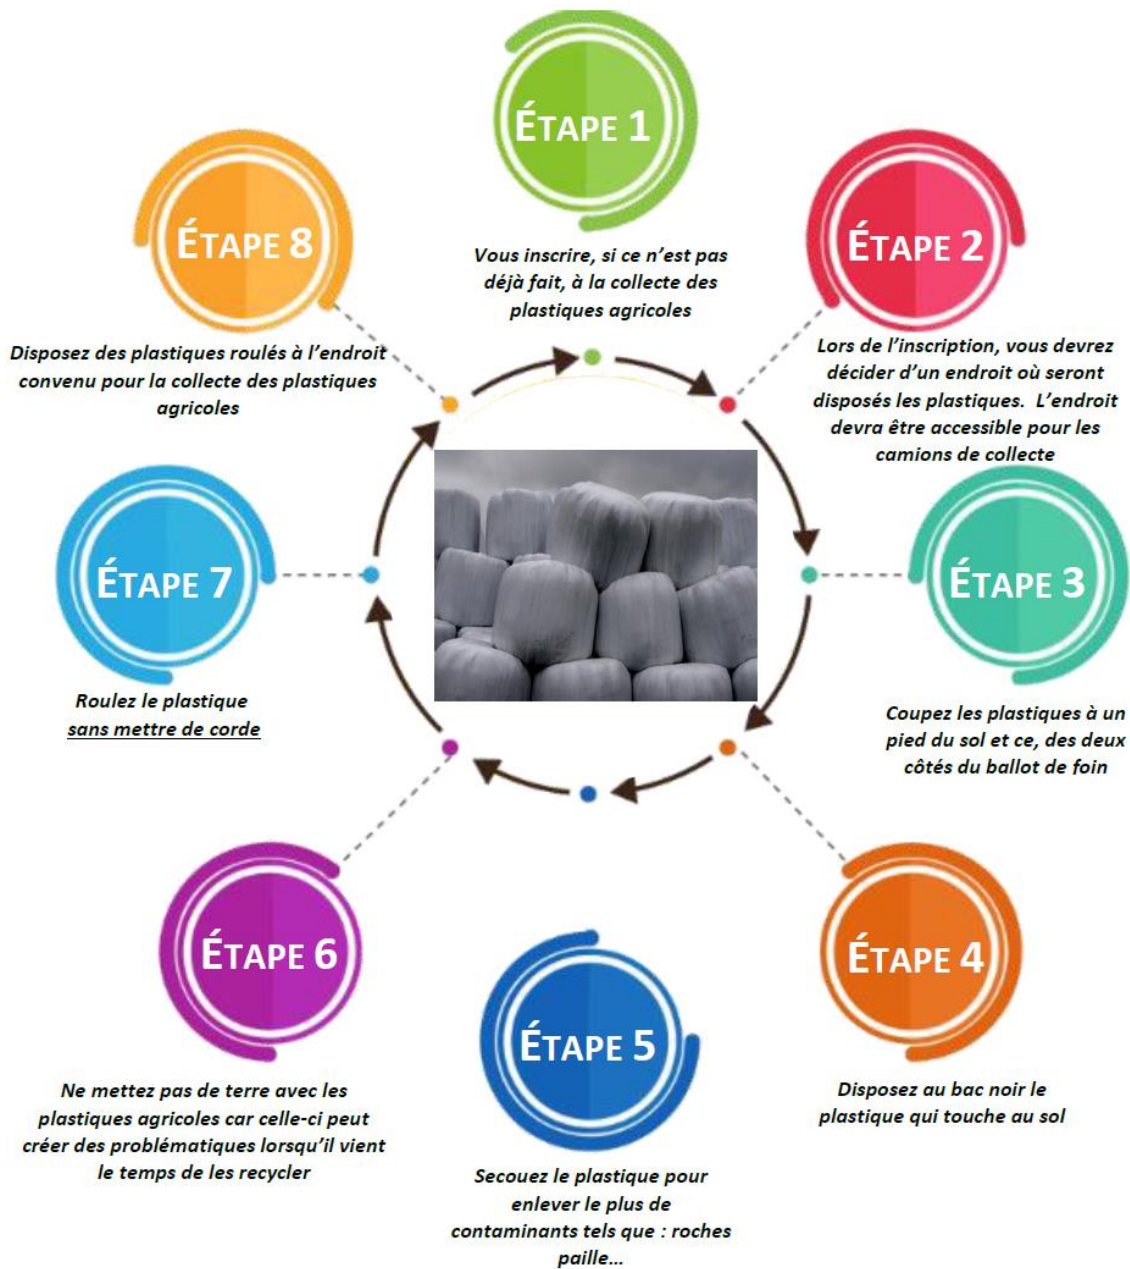 ÉTAPE 1
Vous inscrire, si ce n'est pas
déjà fait, à la collecte des
plastiques agricoles
ÉTAPE 2
Lors de l'inscription, vous devrez
décider d'un endroit où seront
disposés les plastiques. L'endroit
devra être accessible pour les
camions de collecte
ÉTAPE 3
Coupez les plastiques à un
pied du sol et ce, des deux
côtés du ballot de foin
ÉTAPE 4
Disposez au bac noir le
plastique qui touche au sol
ÉTAPE 5
Secouez le plastique pour
enlever le plus de
contaminants tels que : roches
paille...
ÉTAPE 6
Ne mettez pas de terre avec les
plastiques agricoles car celle-ci peut
créer des problématiques lorsqu'il vient
le temps de les recycler
ÉTAPE 7
Roulez le plastique
sans mettre de corde
ÉTAPE 8
Disposez des plastiques roulés à l'endroit
convenu pour la collecte des plastiques
agricoles